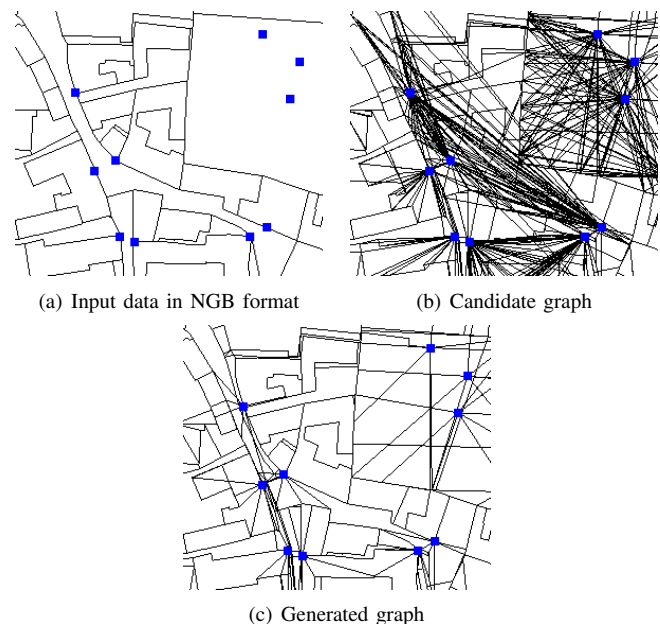 (a) Input data in NGB format
(b) Candidate graph
(c) Generated graph